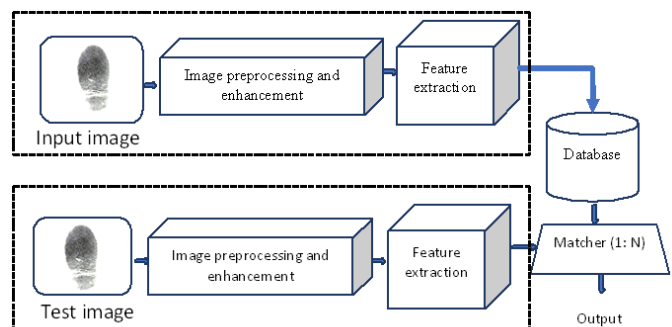 Input image
Image preprocessing and
enhancement
Feature
extraction
Database
Test image
Image preprocessing and
enhancement
Feature
extraction
Matcher (1: N)
Output